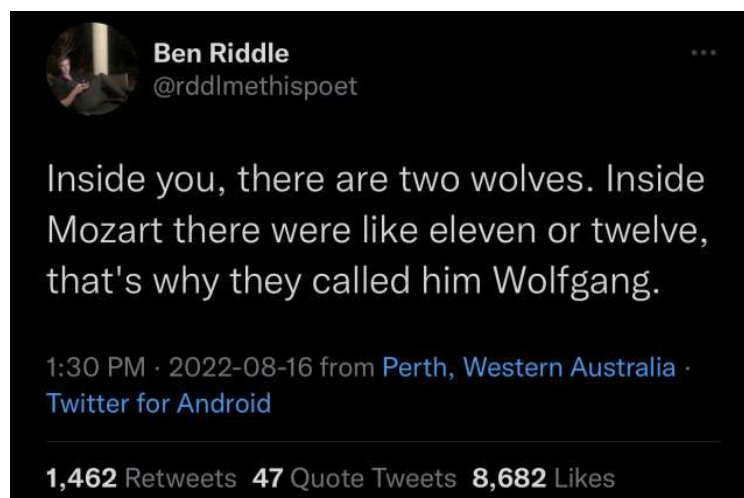 Ben Riddle
@rddlmethispoet
Inside you, there are two wolves. Inside
Mozart there were like eleven or twelve,
that's why they called him Wolfgang.
1:30 PM · 2022-08-16 from Perth, Western Australia ·
Twitter for Android
1,462 Retweets 47 Quote Tweets 8,682 Likes